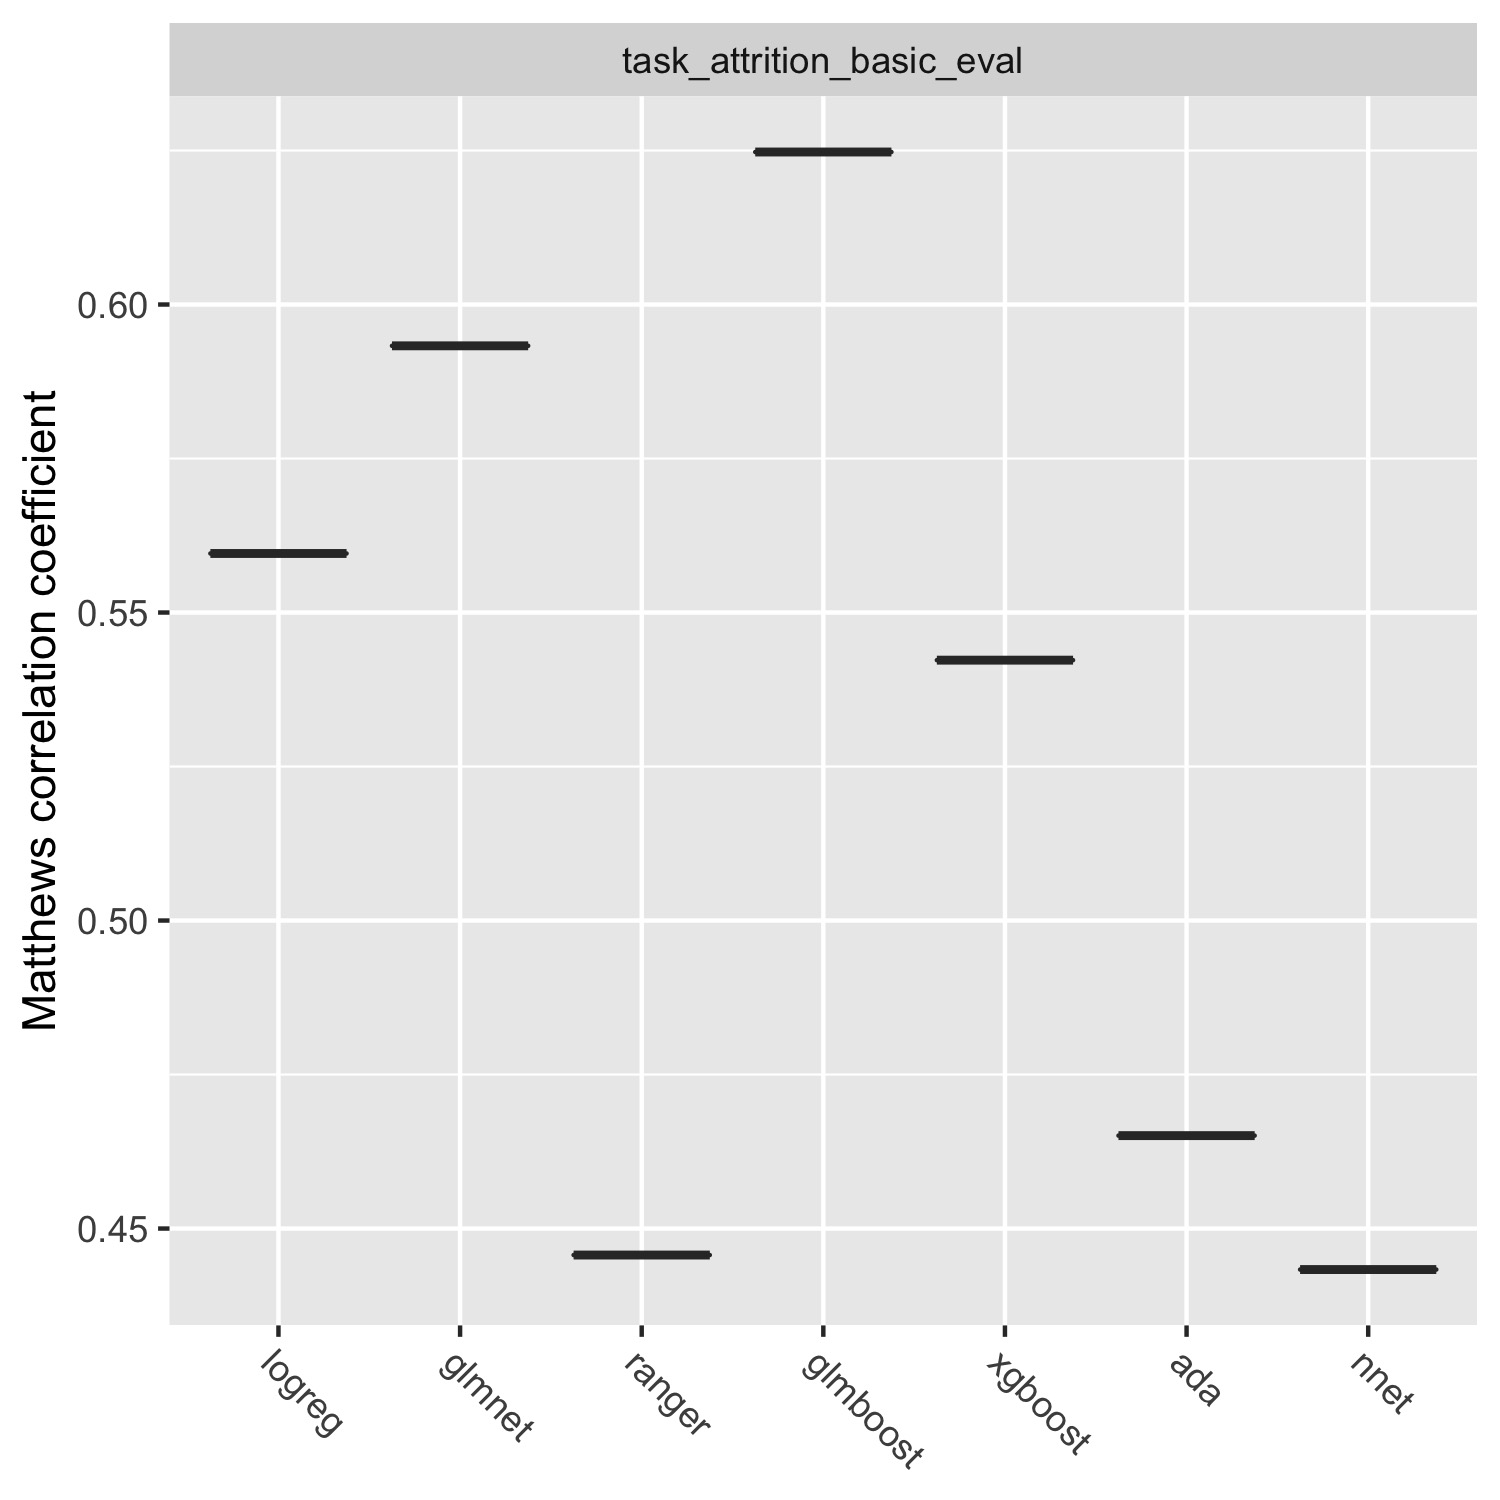 task_attrition_basic_eval
Matthews correlation coefficient
0.60
0.55
0.50
0.45
logreg
glmnet
ranger
glmboost
xgboost
ada
nnet